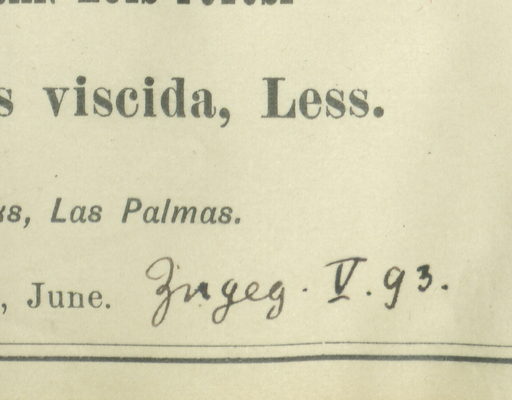 viscida, Less.
Las Palmas.
, June. Zugeg. V. 93.